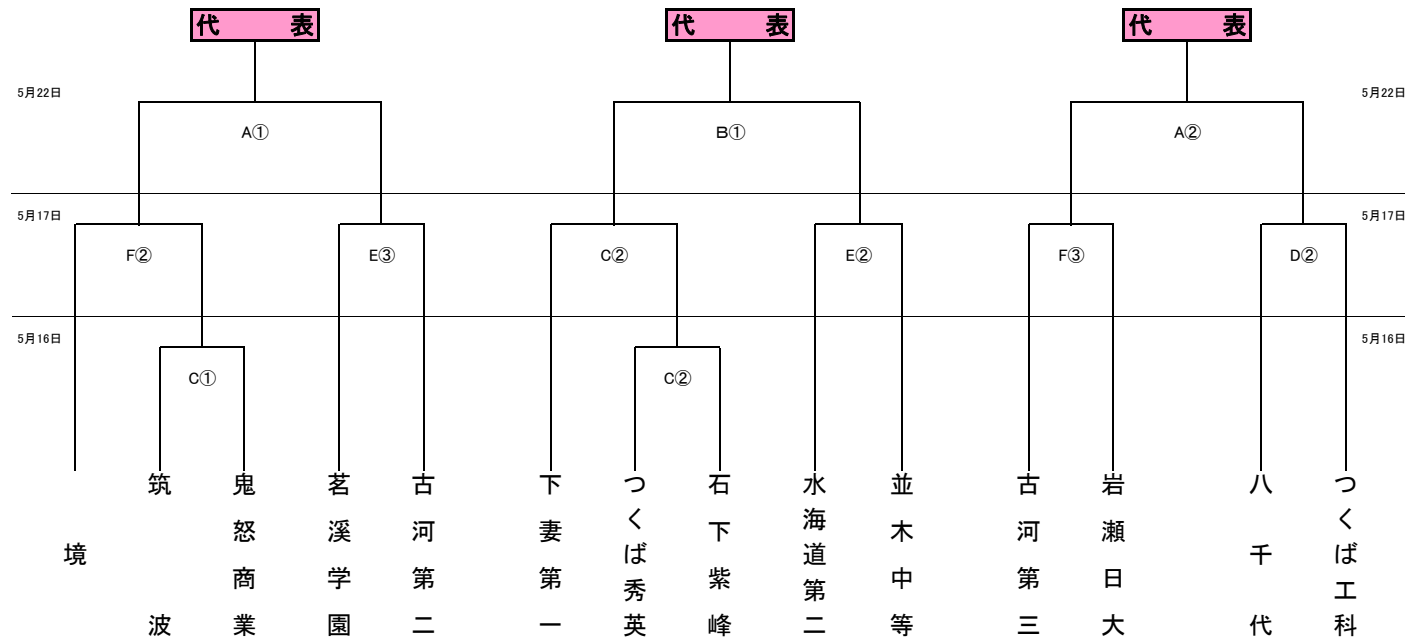 代 表
代 表
代 表
5月22日
5月22日
A①
B①
A②
5月17日
5月17日
F②
E③
C②
E②
F③
D②
5月16日
5月16日
C①
C②
境
筑波
鬼怒商業
茗溪学園
古河第二
下妻第一
つくば秀英
石下紫峰
水海道第二
並木中等
古河第三
岩瀬日大
八千代
つくば工科